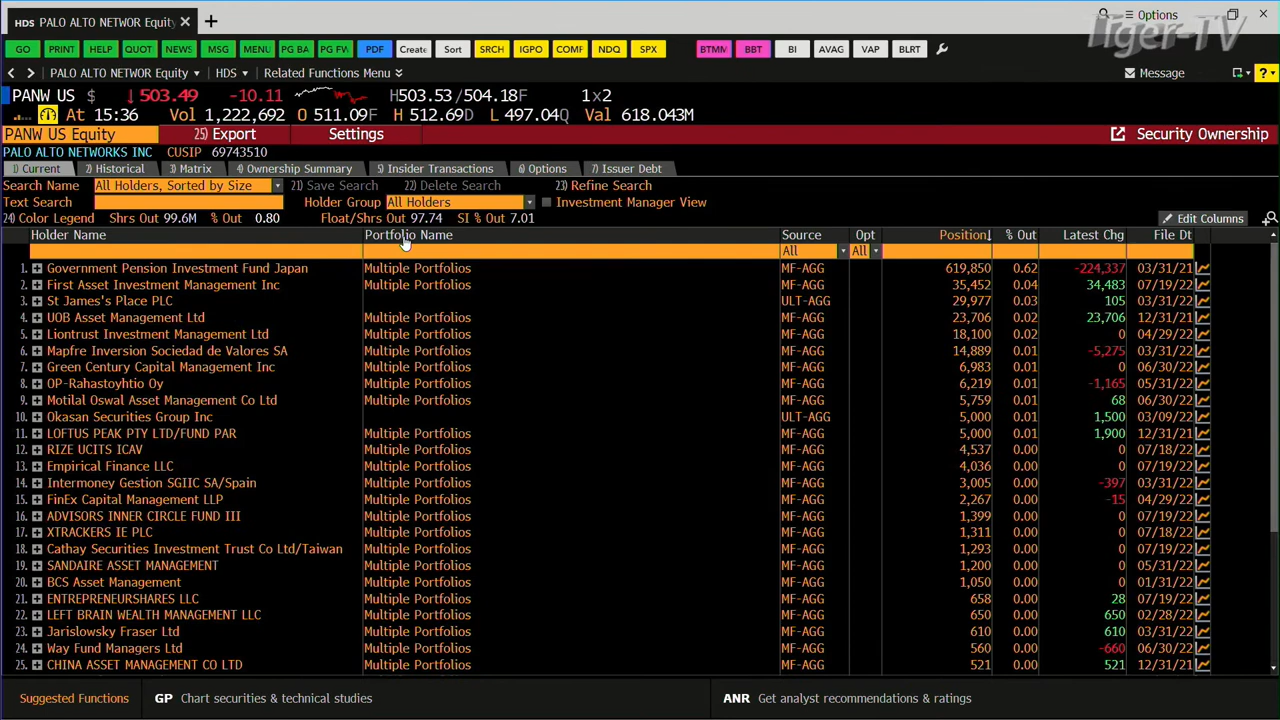 HDS PALO ALTO NETWOR Equity × +
Options
Tiger-TV
GO PRINT HELP QUOT NEWS MSG MENU PG BA PG FW PDF Create Sort SRCH IGPO COMF NDQ SPX BTMM BBT BI AVAG VAP BLRT
PALO ALTO NETWOR Equity HDS Related Functions Menu Message ?
PANW US $ ↓503.49 -10.11 H503.53/504.18F 1x2
At 15:36 Vol 1,222,692 O 511.09F H 512.69D L 497.04Q Val 618.043M
PANW US Equity 25) Export Settings Security Ownership
PALO ALTO NETWORKS INC CUSIP 69743510
1) Current 2) Historical 3) Matrix 4) Ownership Summary 5) Insider Transactions 6) Options 7) Issuer Debt
Search Name All Holders, Sorted by Size 21) Save Search 22) Delete Search 23) Refine Search
Text Search Holder Group All Holders Investment Manager View
24) Color Legend Shrs Out 99.6M % Out 0.80 Float/Shrs Out 97.74 SI % Out 7.01 Edit Columns
Holder Name Portfolio Name Source Opt Position↓ % Out Latest Chg File Dt
All All
1. Government Pension Investment Fund Japan Multiple Portfolios MF-AGG 619,850 0.62 -224,337 03/31/21
2. First Asset Investment Management Inc Multiple Portfolios MF-AGG 35,452 0.04 34,483 07/19/22
3. St James's Place PLC ULT-AGG 29,977 0.03 105 03/31/22
4. UOB Asset Management Ltd Multiple Portfolios MF-AGG 23,706 0.02 23,706 12/31/21
5. Liontrust Investment Management Ltd Multiple Portfolios MF-AGG 18,100 0.02 0 04/29/22
6. Mapfre Inversion Sociedad de Valores SA Multiple Portfolios MF-AGG 14,889 0.01 -5,275 03/31/22
7. Green Century Capital Management Inc Multiple Portfolios MF-AGG 6,983 0.01 0 06/30/22
8. OP-Rahastoyhtio Oy Multiple Portfolios MF-AGG 6,219 0.01 -1,165 05/31/22
9. Motilal Oswal Asset Management Co Ltd Multiple Portfolios MF-AGG 5,759 0.01 68 06/30/22
10. Okasan Securities Group Inc ULT-AGG 5,000 0.01 1,500 03/09/22
11. LOFTUS PEAK PTY LTD/FUND PAR Multiple Portfolios MF-AGG 5,000 0.01 1,900 12/31/21
12. RIZE UCITS ICAV Multiple Portfolios MF-AGG 4,537 0.00 0 07/18/22
13. Empirical Finance LLC Multiple Portfolios MF-AGG 4,036 0.00 0 07/19/22
14. Intermoney Gestion SGIIC SA/Spain Multiple Portfolios MF-AGG 3,005 0.00 -397 03/31/22
15. FinEx Capital Management LLP Multiple Portfolios MF-AGG 2,267 0.00 -15 04/29/22
16. ADVISORS INNER CIRCLE FUND III Multiple Portfolios MF-AGG 1,399 0.00 0 07/19/22
17. XTRACKERS IE PLC Multiple Portfolios MF-AGG 1,311 0.00 0 07/18/22
18. Cathay Securities Investment Trust Co Ltd/Taiwan Multiple Portfolios MF-AGG 1,293 0.00 0 07/19/22
19. SANDAIRE ASSET MANAGEMENT Multiple Portfolios MF-AGG 1,200 0.00 0 03/31/22
20. BCS Asset Management Multiple Portfolios MF-AGG 1,050 0.00 0 01/31/22
21. ENTREPRENEURSHARES LLC Multiple Portfolios MF-AGG 658 0.00 28 07/19/22
22. LEFT BRAIN WEALTH MANAGEMENT LLC Multiple Portfolios MF-AGG 650 0.00 650 02/28/22
23. Jarislowsky Fraser Ltd Multiple Portfolios MF-AGG 610 0.00 610 03/31/22
24. Way Fund Managers Ltd Multiple Portfolios MF-AGG 560 0.00 -660 06/30/22
25. CHINA ASSET MANAGEMENT CO LTD Multiple Portfolios MF-AGG 521 0.00 521 12/31/21
Suggested Functions GP Chart securities & technical studies ANR Get analyst recommendations & ratings